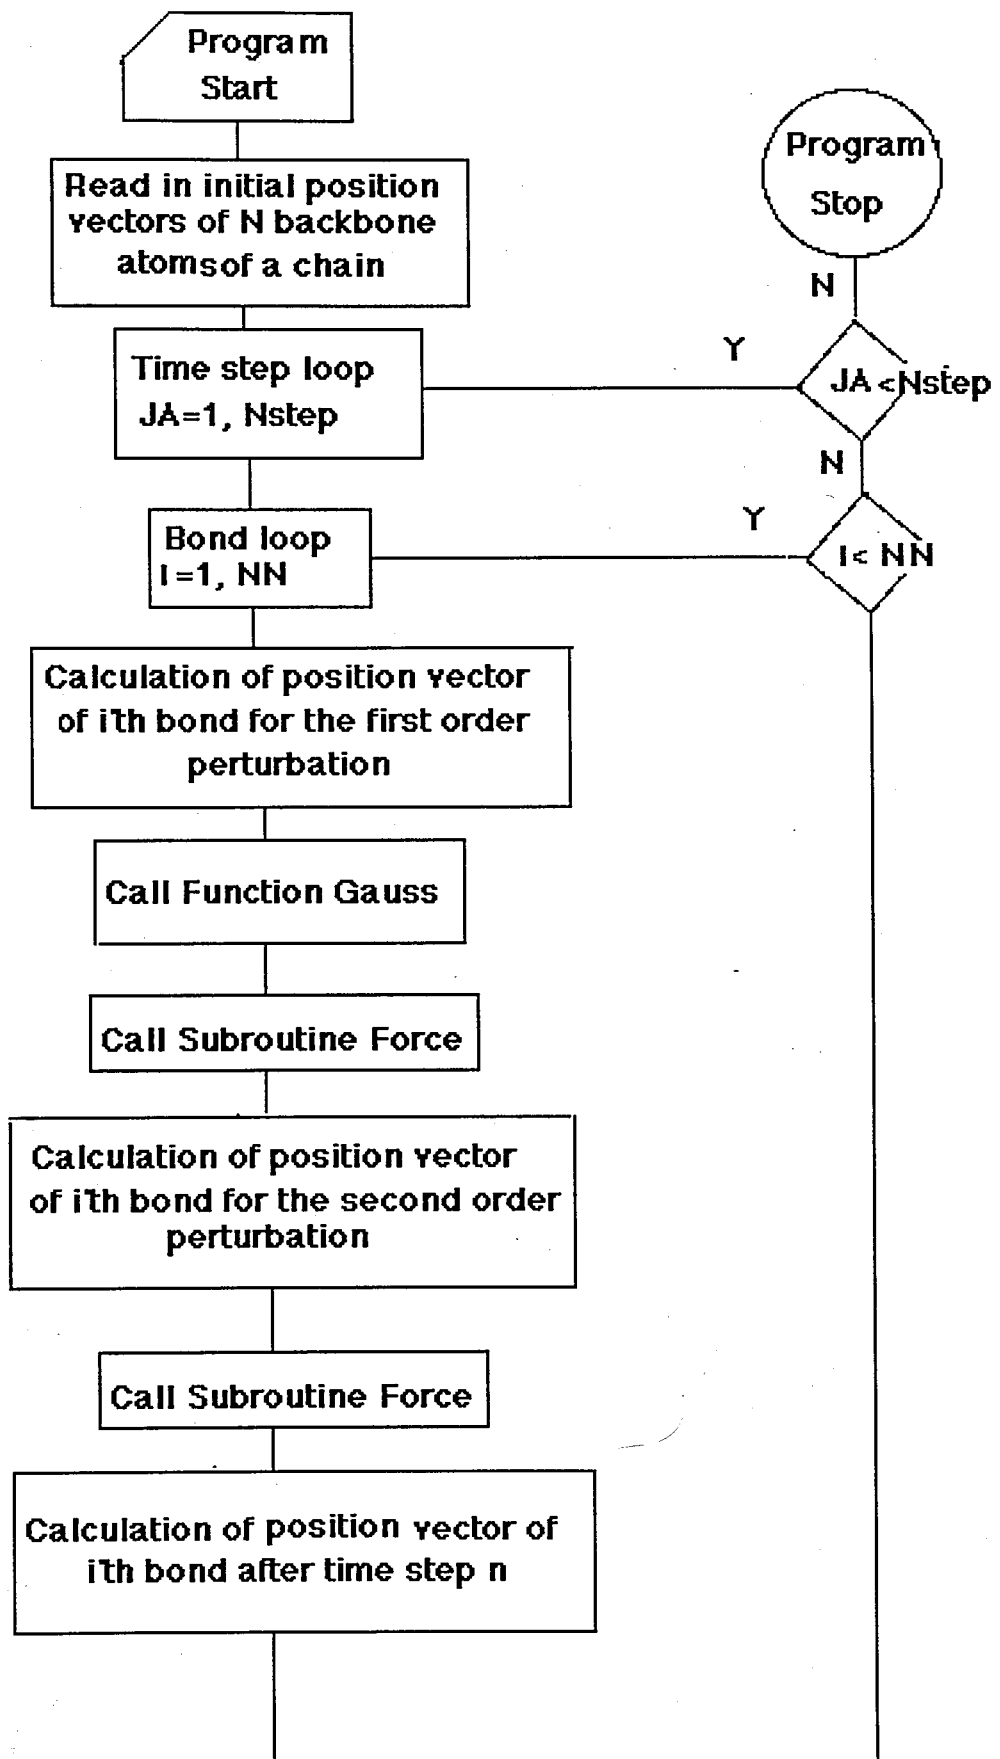 Program
Start
Read in initial position
vectors of N backbone
atoms of a chain
Time step loop
JA=1, Nstep
Bond loop
I=1, NN
Calculation of position vector
of i'th bond for the first order
perturbation
Call Function Gauss
Call Subroutine Force
Calculation of position vector
of i'th bond for the second order
perturbation
Call Subroutine Force
Calculation of position vector of
i'th bond after time step n
Program
Stop
N
Y
JA <Nstep
N
Y
I< NN